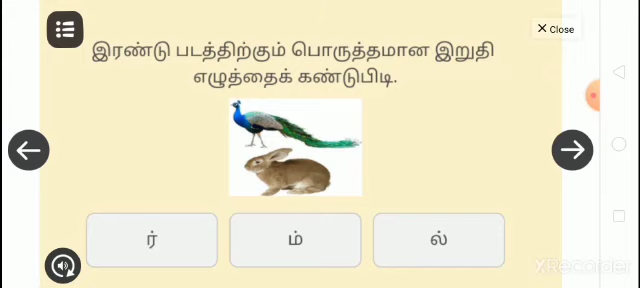 Close
இரண்டு படத்திற்கும் பொருத்தமான இறுதி
எழுத்தைக் கண்டுபிடி.
ர்
ம்
ல்
XRecorder